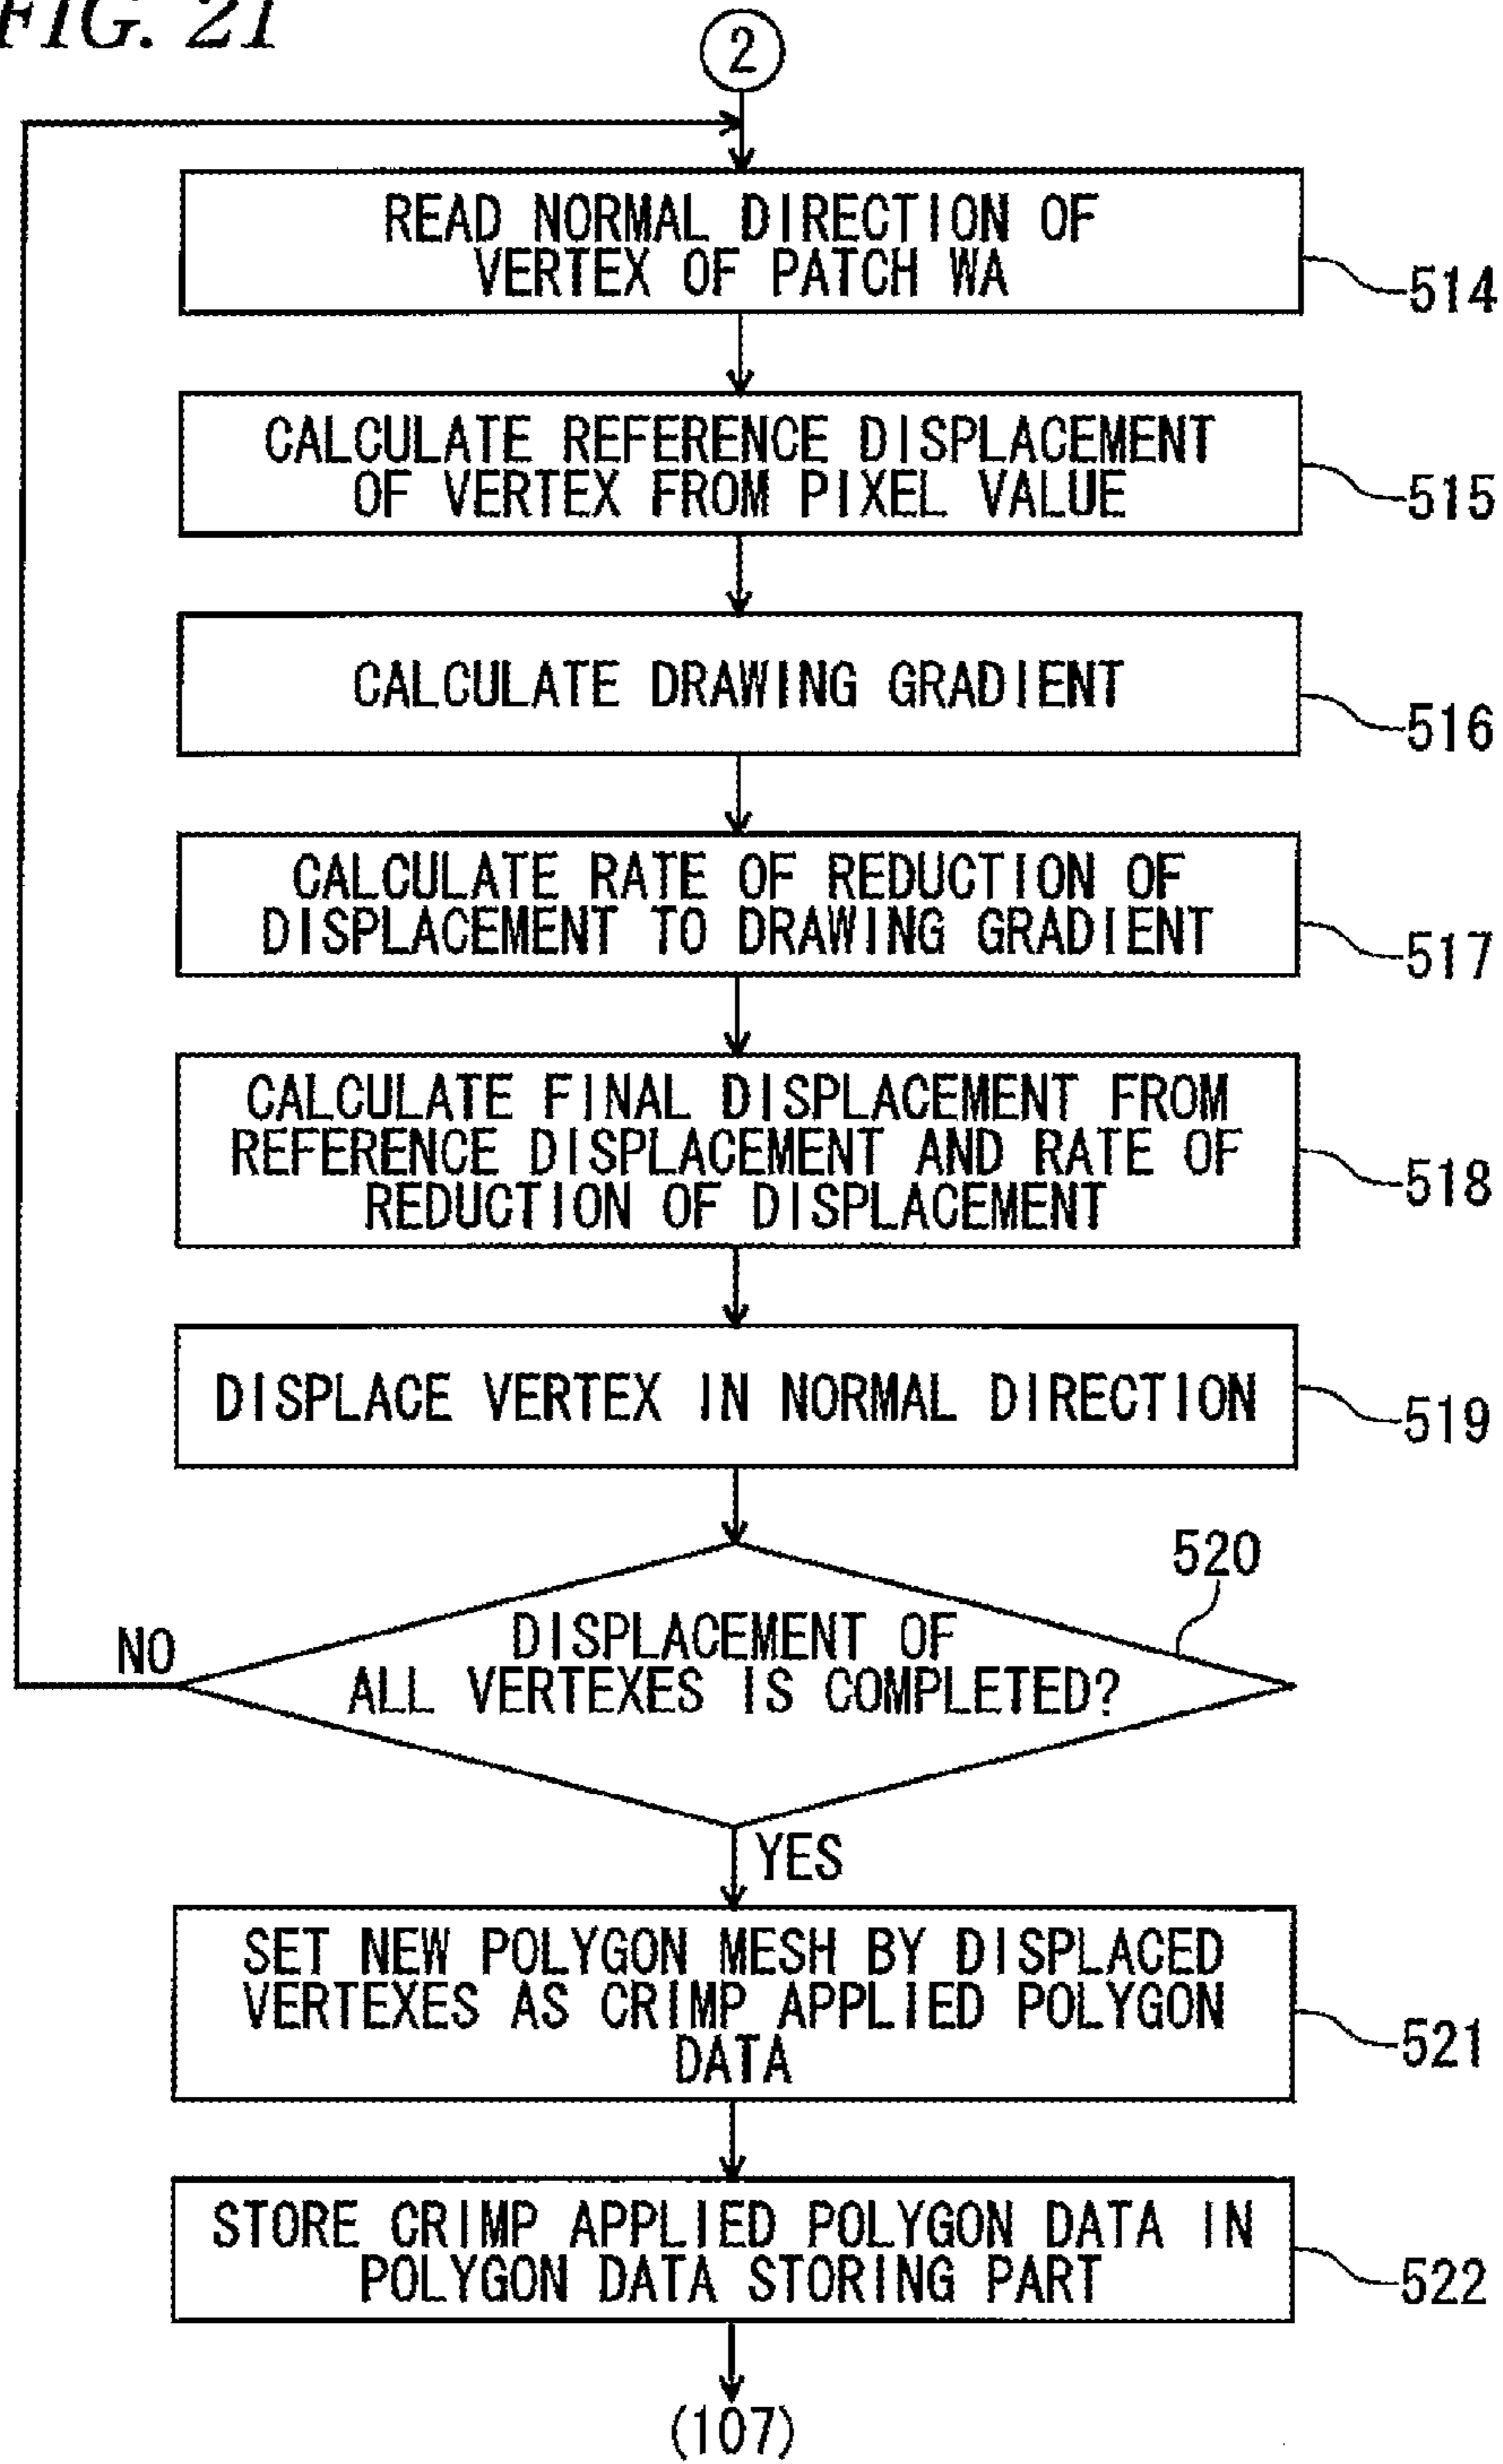 FIG. 21
2
READ NORMAL DIRECTION OF
VERTEX OF PATCH WA
514
CALCULATE REFERENCE DISPLACEMENT
OF VERTEX FROM PIXEL VALUE
515
CALCULATE DRAWING GRADIENT
516
CALCULATE RATE OF REDUCTION OF
DISPLACEMENT TO DRAWING GRADIENT
517
CALCULATE FINAL DISPLACEMENT FROM
REFERENCE DISPLACEMENT AND RATE OF
REDUCTION OF DISPLACEMENT
518
DISPLACE VERTEX IN NORMAL DIRECTION
519
520
NO
DISPLACEMENT OF
ALL VERTEXES IS COMPLETED?
YES
SET NEW POLYGON MESH BY DISPLACED
VERTEXES AS CRIMP APPLIED POLYGON
DATA
521
STORE CRIMP APPLIED POLYGON DATA IN
POLYGON DATA STORING PART
522
(107)